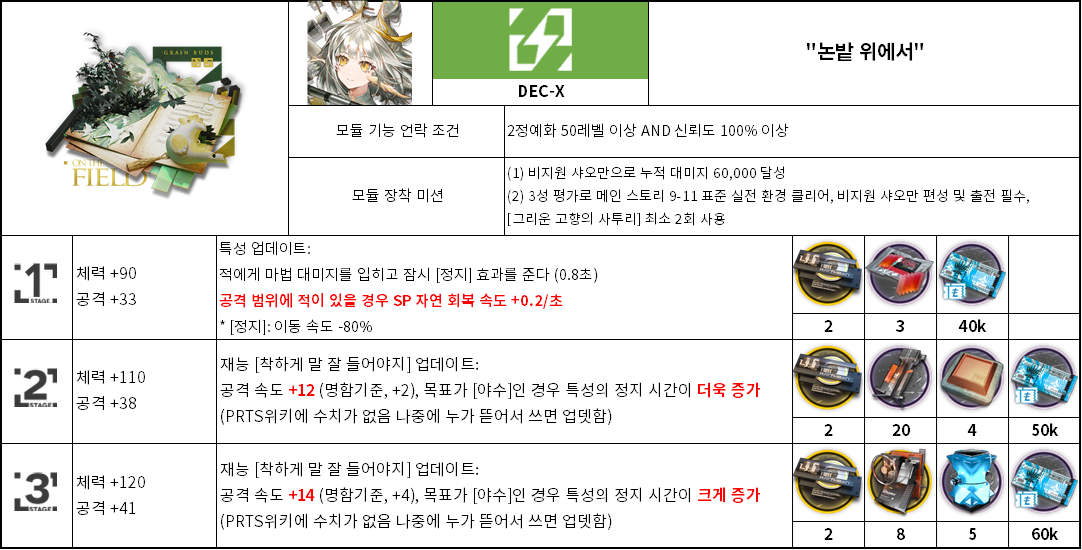 GRAIN BUDS
ON THE
FIELD
DEC-X
"논밭 위에서"
모듈 기능 언락 조건
2정예화 50레벨 이상 AND 신뢰도 100% 이상
모듈 장착 미션
(1) 비지원 샤오만으로 누적 대미지 60,000 달성
(2) 3성 평가로 메인 스토리 9-11 표준 실전 환경 클리어, 비지원 샤오만 편성 및 출전 필수,
[그리운 고향의 사투리] 최소 2회 사용
1
STAGE.
체력 +90
공격 +33
특성 업데이트:
적에게 마법 대미지를 입히고 잠시 [정지] 효과를 준다 (0.8초)
공격 범위에 적이 있을 경우 SP 자연 회복 속도 +0.2/초
* [정지]: 이동 속도 -80%
2
3
40k
2
STAGE.
체력 +110
공격 +38
재능 [착하게 말 잘 들어야지] 업데이트:
공격 속도 +12 (명함기준, +2), 목표가 [야수]인 경우 특성의 정지 시간이 더욱 증가
(PRTS위키에 수치가 없음 나중에 누가 뜯어서 쓰면 업뎃함)
2
20
4
50k
3
STAGE.
체력 +120
공격 +41
재능 [착하게 말 잘 들어야지] 업데이트:
공격 속도 +14 (명함기준, +4), 목표가 [야수]인 경우 특성의 정지 시간이 크게 증가
(PRTS위키에 수치가 없음 나중에 누가 뜯어서 쓰면 업뎃함)
2
8
5
60k